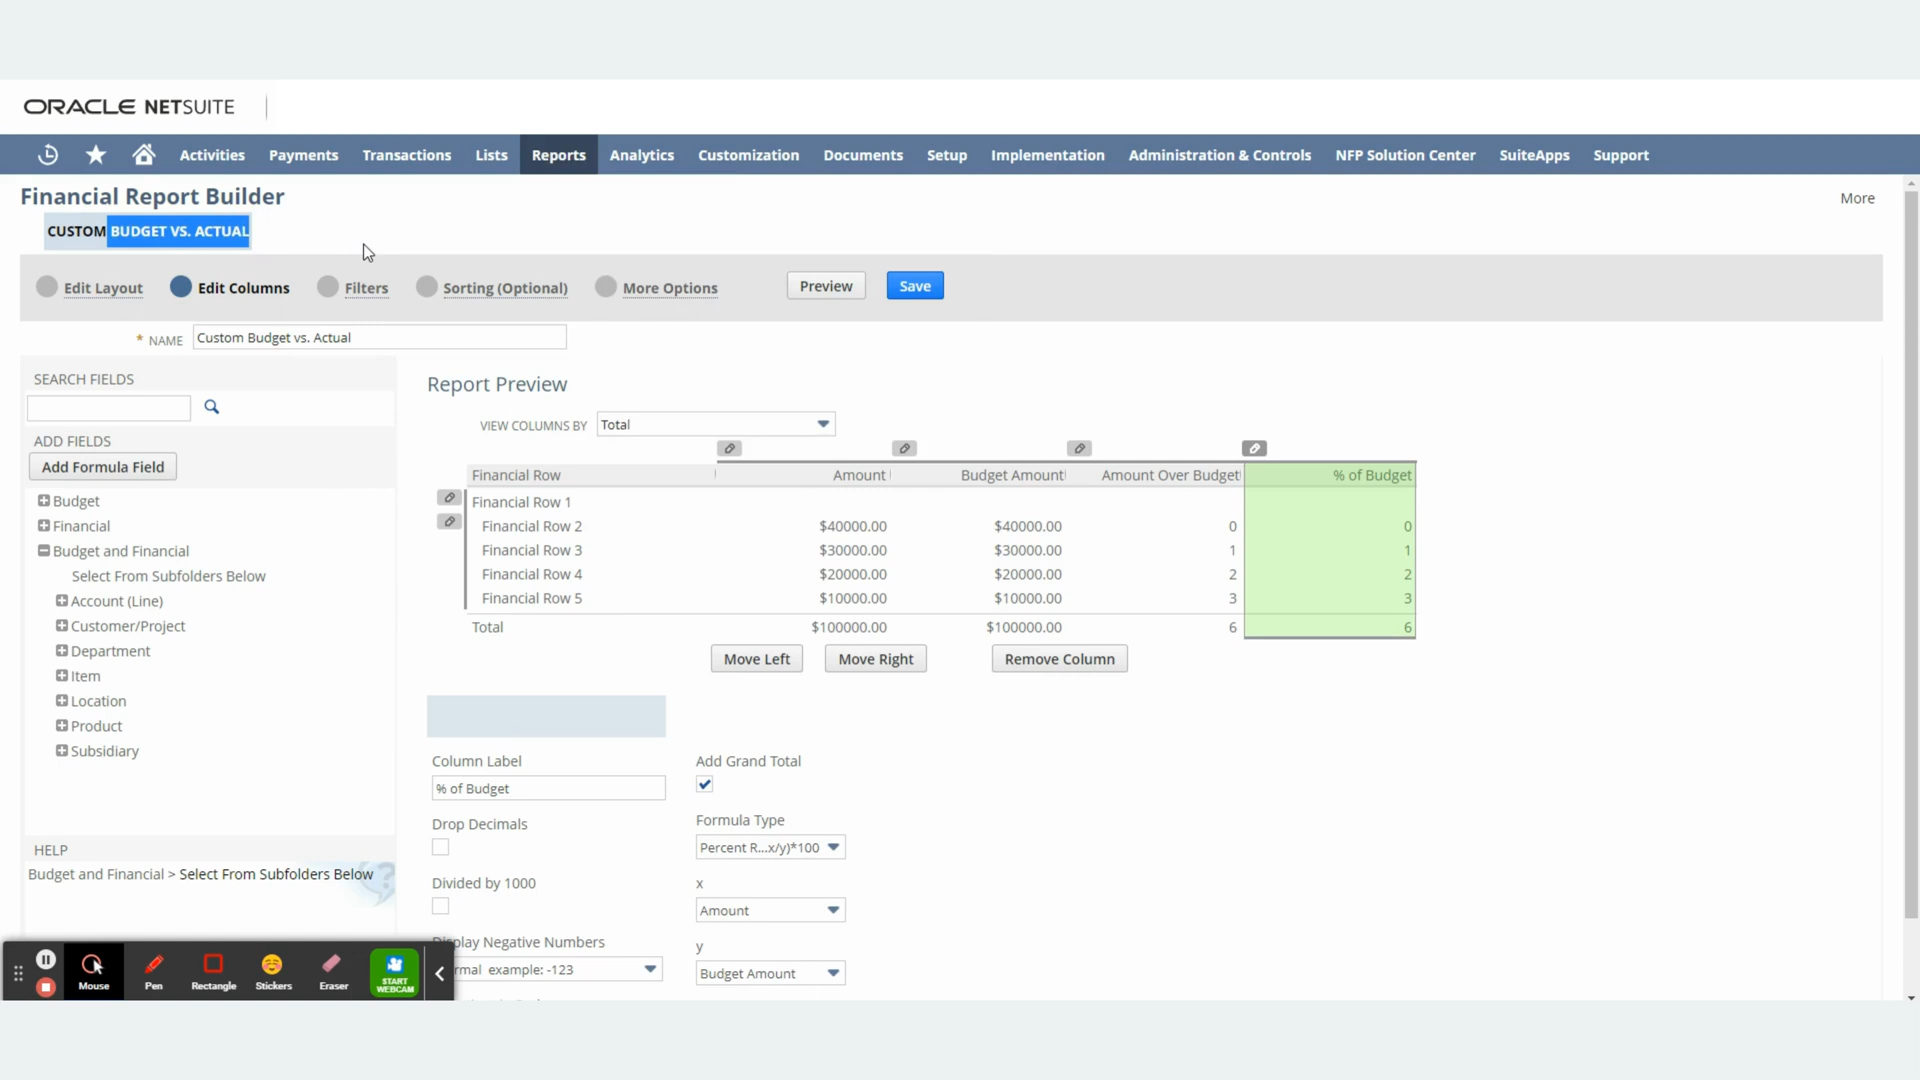 ORACLE NETSUITE
Activities Payments Transactions Lists Reports Analytics Customization Documents Setup Implementation Administration & Controls NFP Solution Center SuiteApps Support
Financial Report Builder
More
CUSTOM BUDGET VS. ACTUAL
Edit Layout Edit Columns Filters Sorting (Optional) More Options Preview Save
* NAME Custom Budget vs. Actual
SEARCH FIELDS
ADD FIELDS
Add Formula Field
Budget
Financial
Budget and Financial
Select From Subfolders Below
Account (Line)
Customer/Project
Department
Item
Location
Product
Subsidiary
HELP
Budget and Financial > Select From Subfolders Below
Report Preview
VIEW COLUMNS BY Total
Financial Row Amount Budget Amount Amount Over Budget % of Budget
Financial Row 1
Financial Row 2 $40000.00 $40000.00 0 0
Financial Row 3 $30000.00 $30000.00 1 1
Financial Row 4 $20000.00 $20000.00 2 2
Financial Row 5 $10000.00 $10000.00 3 3
Total $100000.00 $100000.00 6 6
Move Left Move Right Remove Column
Column Label
% of Budget
Drop Decimals
Divided by 1000
Display Negative Numbers
rmal example: -123
Add Grand Total
Formula Type
Percent R...x/y)*100
x
Amount
y
Budget Amount
Mouse Pen Rectangle Stickers Eraser START WEBCAM